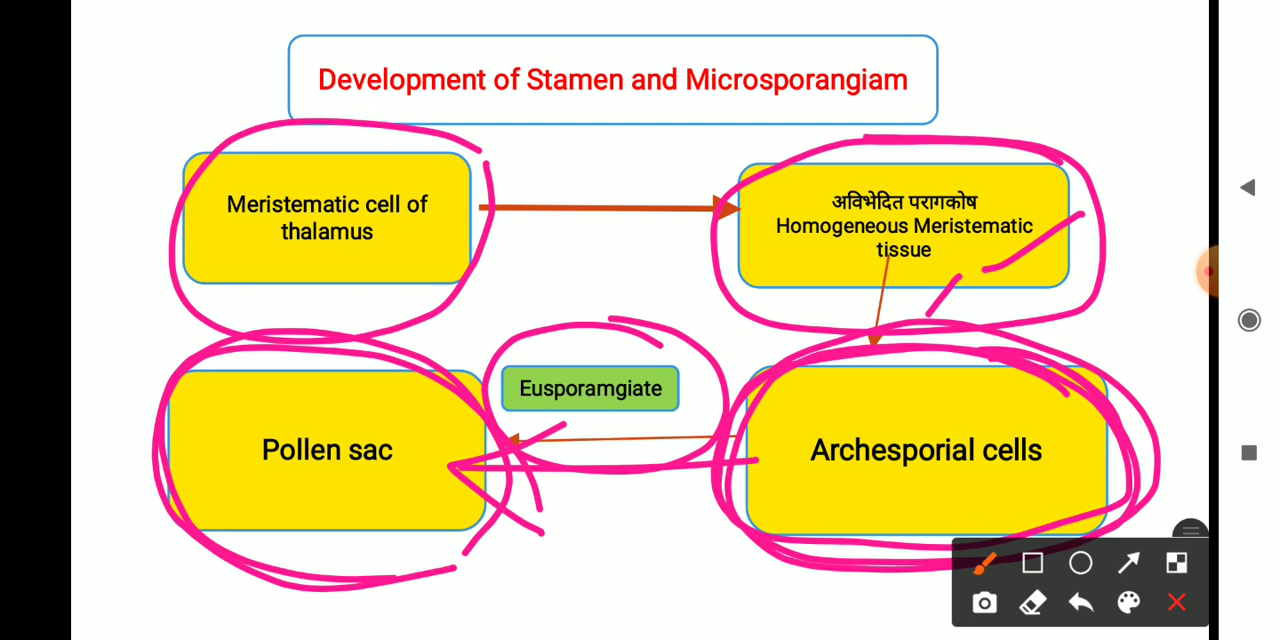 Development of Stamen and Microsporangiam
Meristematic cell of
thalamus
अविभेदित परागकोष
Homogeneous Meristematic
tissue
Eusporamgiate
Pollen sac
Archesporial cells